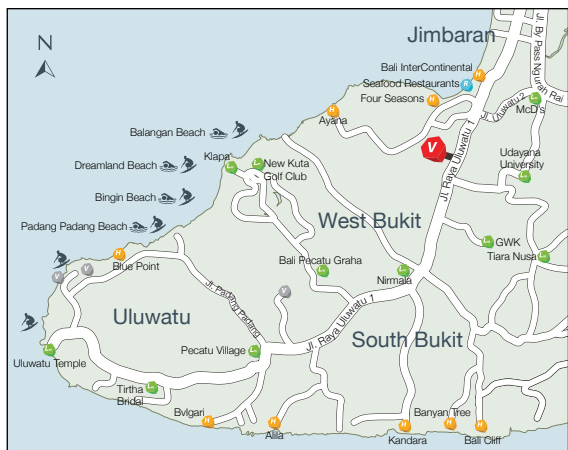 N
Jimbaran
Bali InterContinental
Seafood Restaurants
Four Seasons
Ayana
Jl. By Pass Ngurah Rai
Jl Uluwatu 2
McD's
V
Jl. Raya Uluwatu 1
Udayana
University
Balangan Beach
Dreamland Beach
Klapa
New Kuta
Golf Club
Bingin Beach
Padang Padang Beach
West Bukit
GWK
Tiara Nusa
Blue Point
Bali Pecatu Graha
Nirmala
Jl. Padang Padang
Uluwatu
Jl. Raya Uluwatu 1
South Bukit
Uluwatu Temple
Pecatu Village
Tirtha
Bridal
Bvlgari
Alila
Kandara
Banyan Tree
Bali Cliff